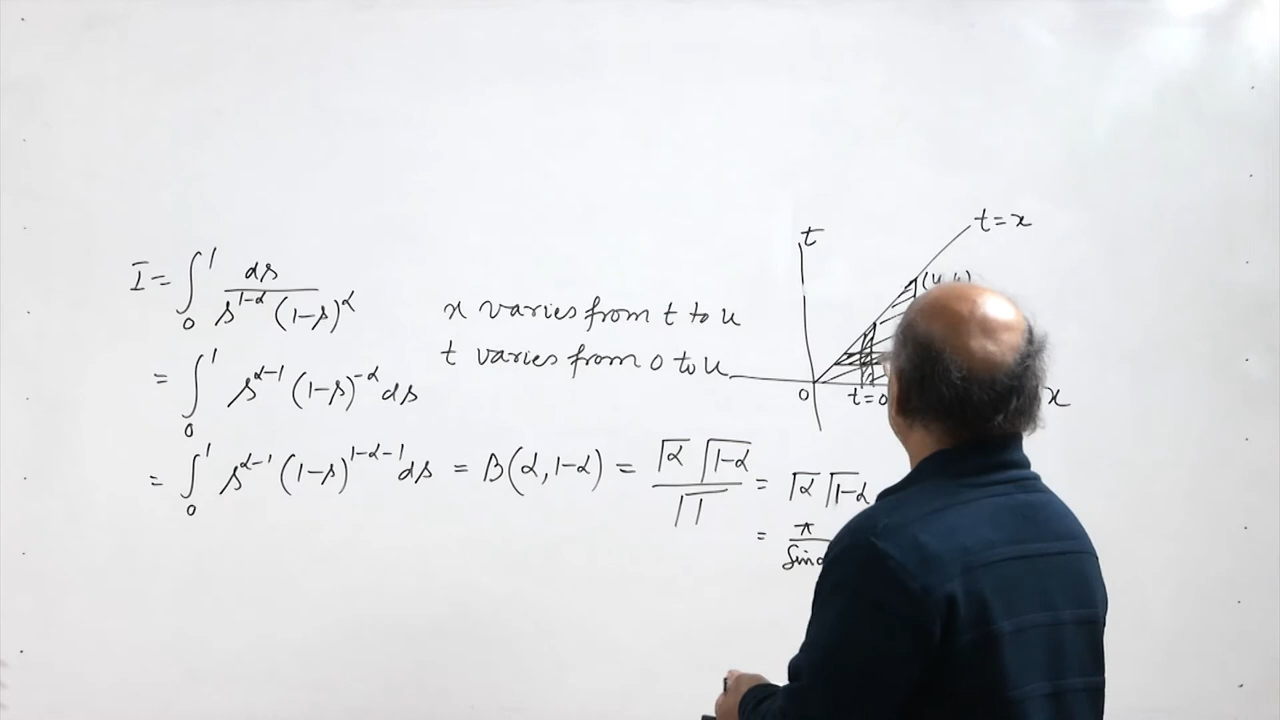 I = ∫₀¹ ds / s^(1-α) (1-s)^α
= ∫₀¹ s^(α-1) (1-s)^(-α) ds
= ∫₀¹ s^(α-1) (1-s)^(1-α-1) ds = B(α, 1-α) = Γα Γ1-α / Γ1 = Γα Γ1-α
= π / Sin
x varies from t to u
t varies from 0 to u
t
t = x
0
t = 0
x